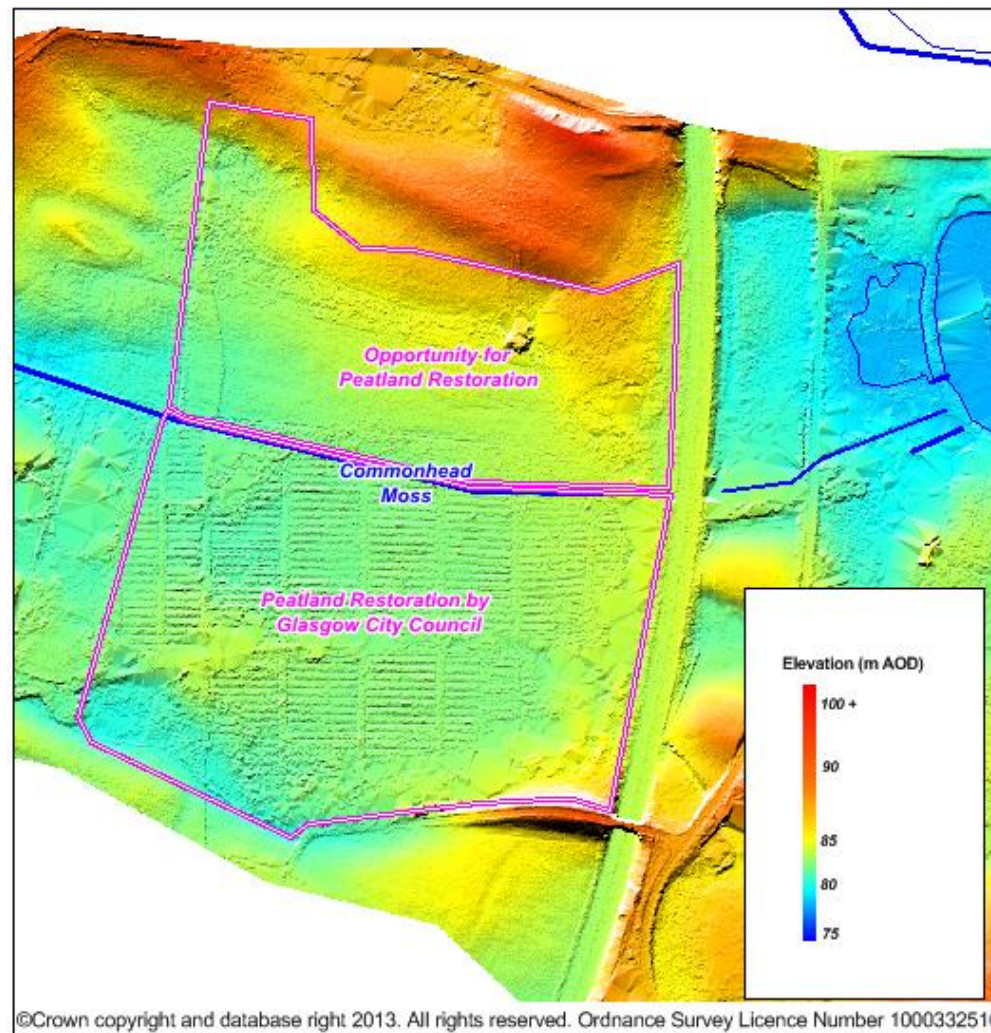 Opportunity for
Peatland Restoration
Commonhead
Moss
Peatland Restoration by
Glasgow City Council
Elevation (m AOD)
100 +
90
85
80
75
©Crown copyright and database right 2013. All rights reserved. Ordnance Survey Licence Number 1000332510